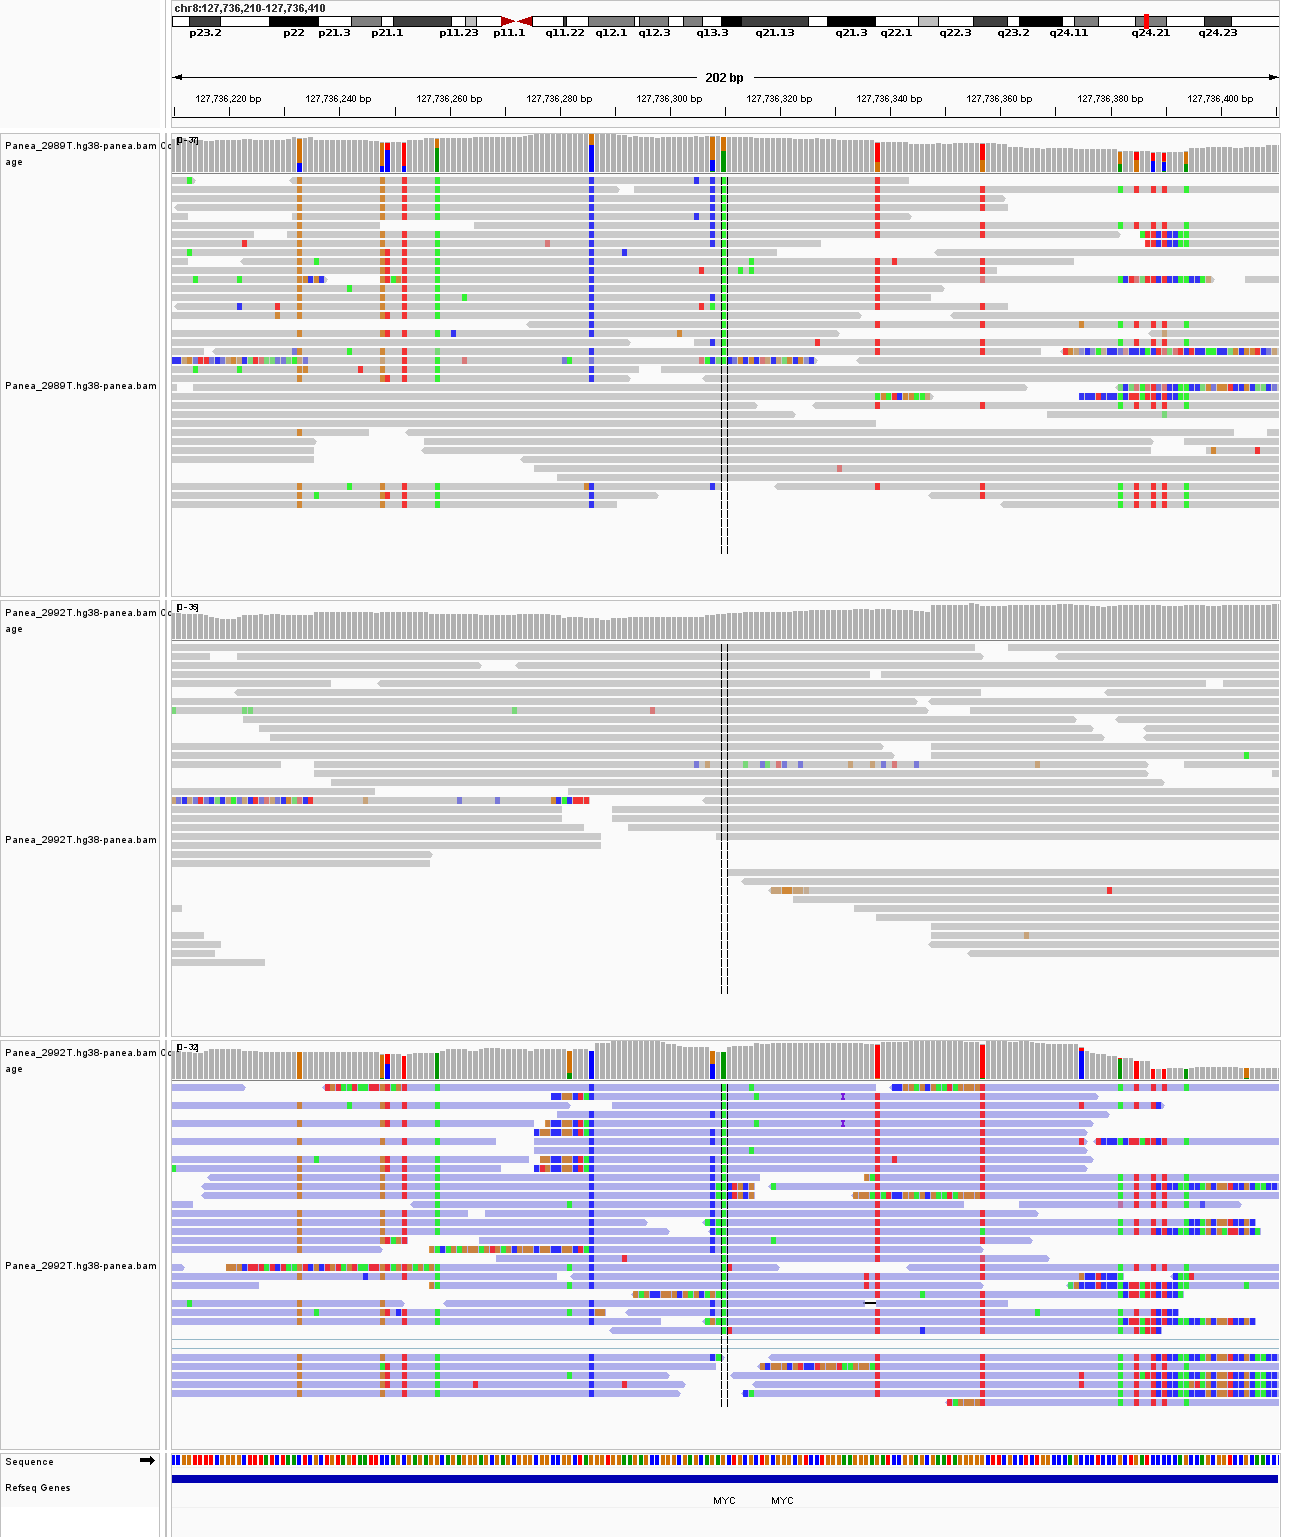 chr8:127,736,210-127,736,410
p23.2 p22 p21.3 p21.1 p11.23 p11.1 q11.22 q12.1 q12.3 q13.3 q21.13 q21.3 q22.1 q22.3 q23.2 q24.11 q24.21 q24.23
202 bp
127,736,220 bp 127,736,240 bp 127,736,260 bp 127,736,280 bp 127,736,300 bp 127,736,320 bp 127,736,340 bp 127,736,360 bp 127,736,380 bp 127,736,400 bp
Panea_2989T.hg38-panea.bam Co
[0-37]
age
Panea_2989T.hg38-panea.bam
Panea_2992T.hg38-panea.bam Co
[0-35]
age
Panea_2992T.hg38-panea.bam
Panea_2992T.hg38-panea.bam Co
[0-32]
age
Panea_2992T.hg38-panea.bam
Sequence
Refseq Genes
MYC MYC